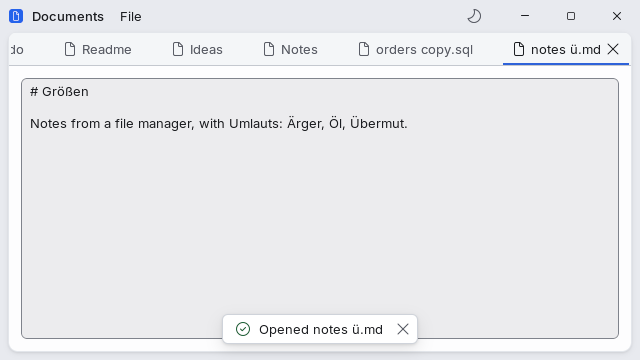 Documents File
do Readme Ideas Notes orders copy.sql notes ü.md
# Größen
Notes from a file manager, with Umlauts: Ärger, Öl, Übermut.
Opened notes ü.md